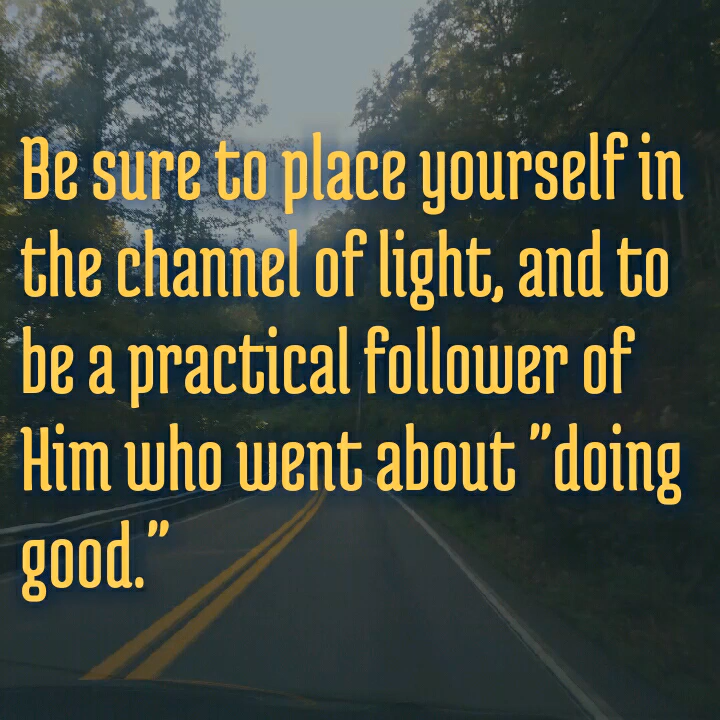 Be sure to place yourself in
the channel of light, and to
be a practical follower of
Him who went about "doing
good."